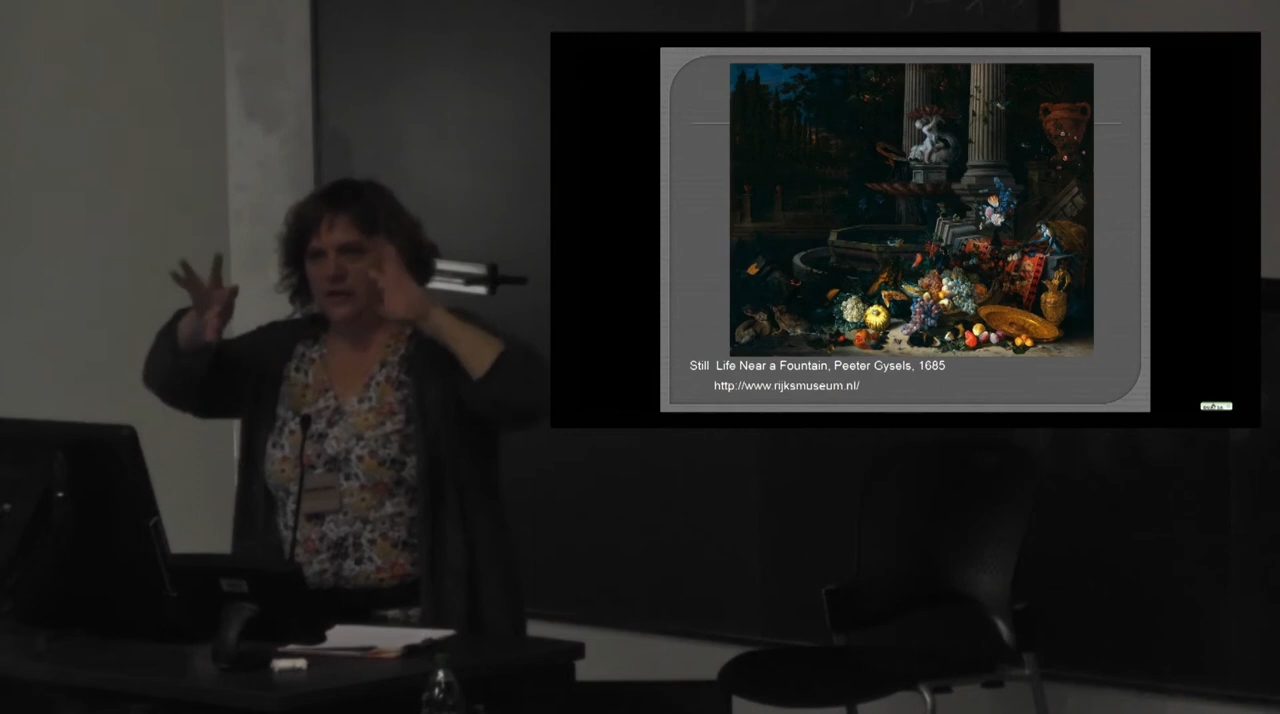 Still Life Near a Fountain, Peeter Gysels, 1685
http://www.rijksmuseum.nl/